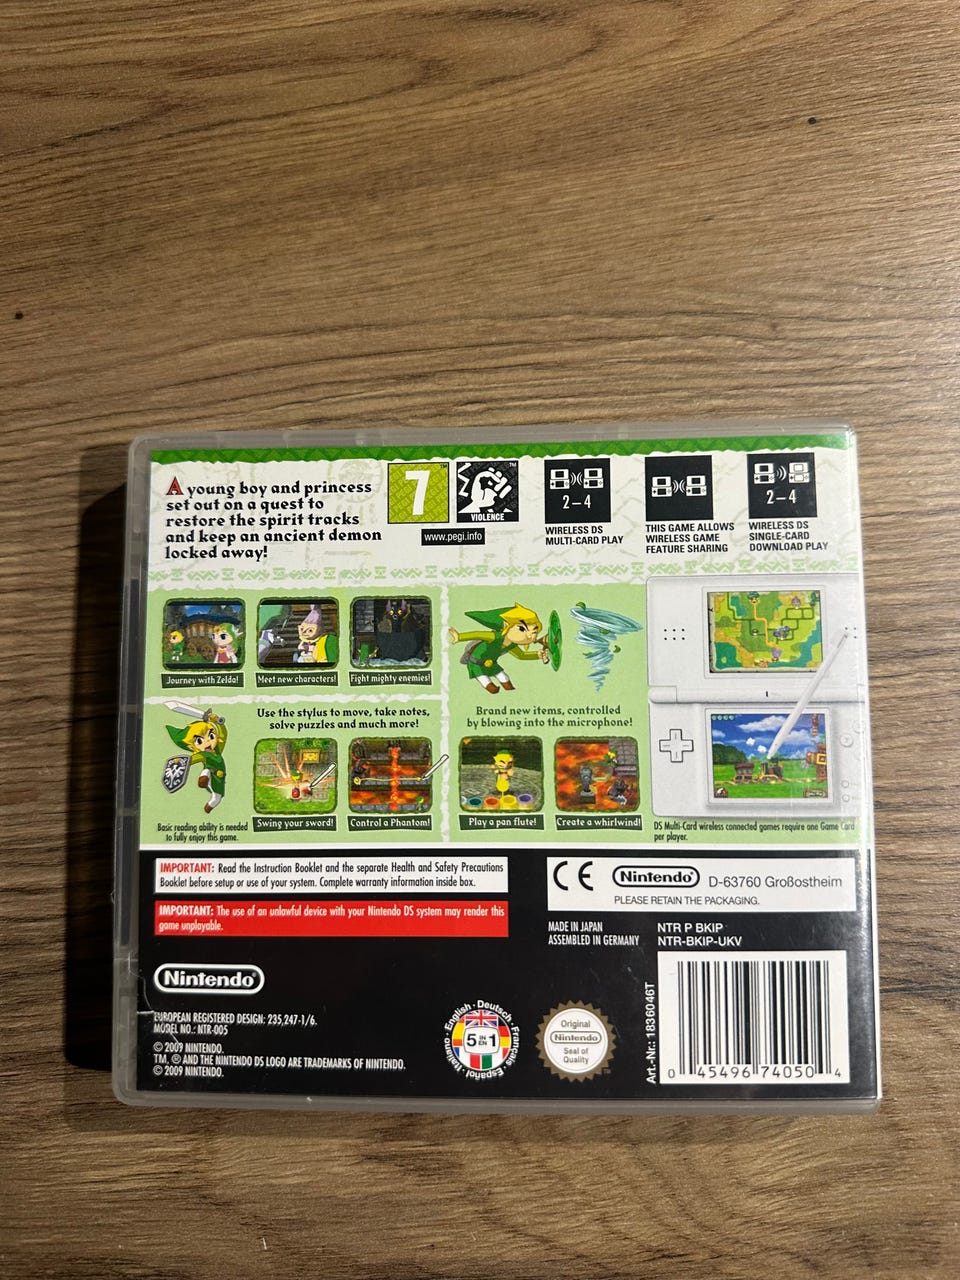 A young boy and princess
set out on a quest to
restore the spirit tracks
and keep an ancient demon
locked away!
7
TM
TM
VIOLENCE
www.pegi.info
2–4
WIRELESS DS
MULTI-CARD PLAY
THIS GAME ALLOWS
WIRELESS GAME
FEATURE SHARING
2–4
WIRELESS DS
SINGLE-CARD
DOWNLOAD PLAY
Journey with Zelda!
Meet new characters!
Fight mighty enemies!
Use the stylus to move, take notes,
solve puzzles and much more!
Basic reading ability is needed
to fully enjoy this game.
Swing your sword!
Control a Phantom!
Brand new items, controlled
by blowing into the microphone!
Play a pan flute!
Create a whirlwind!
DS Multi-Card wireless connected games require one Game Card
per player.
IMPORTANT: Read the Instruction Booklet and the separate Health and Safety Precautions
Booklet before setup or use of your system. Complete warranty information inside box.
IMPORTANT: The use of an unlawful device with your Nintendo DS system may render this
game unplayable.
CE
Nintendo®
D-63760 Großostheim
PLEASE RETAIN THE PACKAGING.
MADE IN JAPAN
ASSEMBLED IN GERMANY
NTR P BKIP
NTR-BKIP-UKV
Nintendo®
EUROPEAN REGISTERED DESIGN: 235,247-1/6.
MODEL NO.: NTR-005
© 2009 NINTENDO.
TM, ® AND THE NINTENDO DS LOGO ARE TRADEMARKS OF NINTENDO.
© 2009 NINTENDO.
English · Deutsch · Français · Español · Italiano
5 IN EN 1
Original
Nintendo
Seal of
Quality
TM
Art.-Nr.: 1836046T
0 45496 74050 4